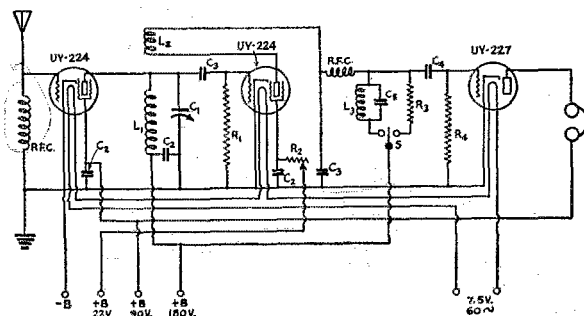 UY-224
L2
C3
UY-224
R.F.C.
C4
UY-227
R.F.C.
L1
C1
C2
R1
R2
L3
C5
R3
R4
S
C2
C2
C3
-B
+B
22V
+B
90V.
+B
180V.
7.5V.
60~